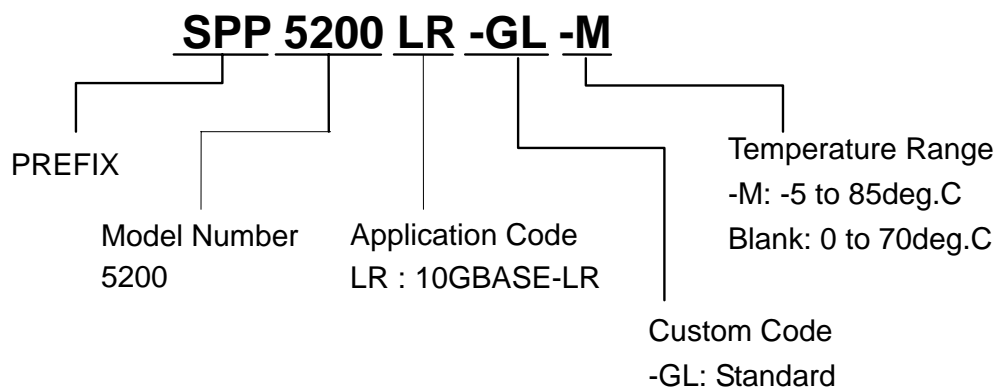 SPP 5200 LR -GL -M
PREFIX
Model Number
5200
Application Code
LR : 10GBASE-LR
Temperature Range
-M: -5 to 85deg.C
Blank: 0 to 70deg.C
Custom Code
-GL: Standard